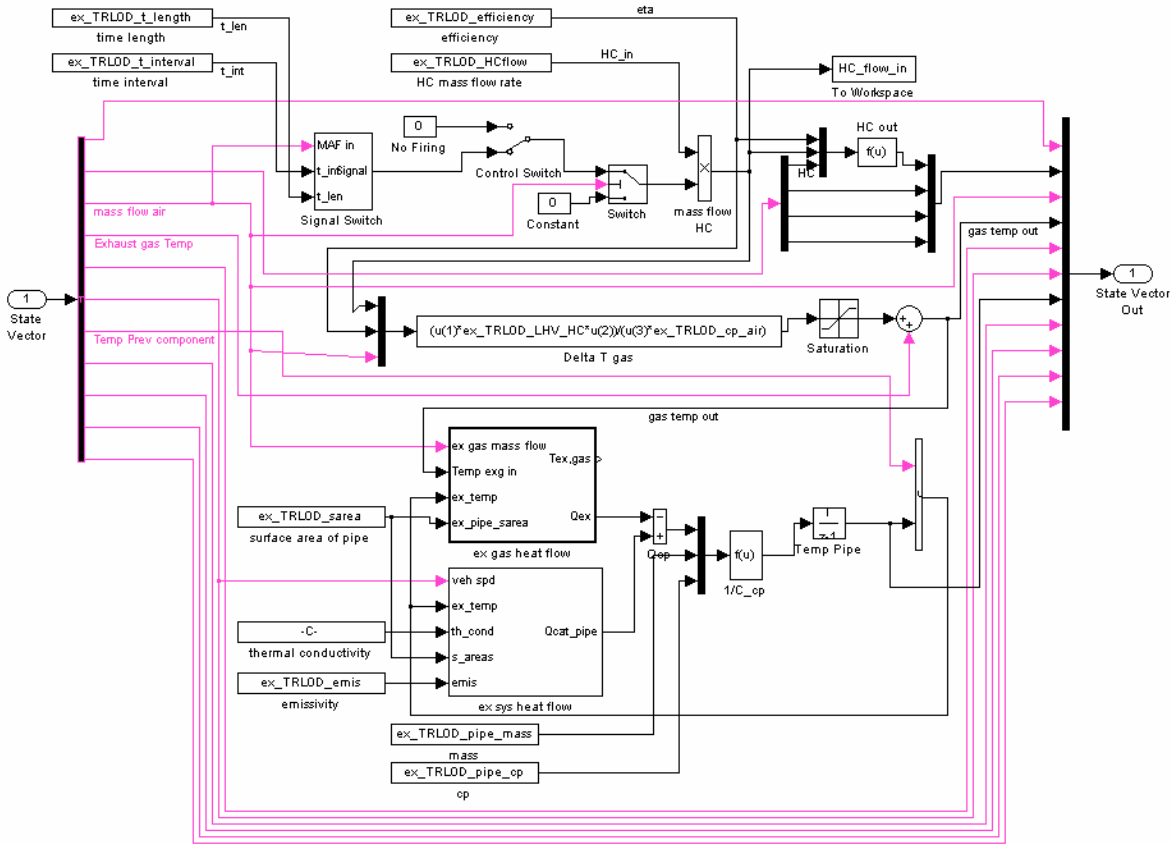 ex_TRLOD_t_length
time length
t_len
ex_TRLOD_t_interval
time interval
t_int
ex_TRLOD_efficiency
efficiency
eta
ex_TRLOD_HCflow
HC mass flow rate
HC_in
HC_flow_in
To Workspace
0
No Firing
MAF in
t_in
Signal
t_len
Signal Switch
Control Switch
0
Constant
Switch
X
mass flow
HC
HC
HC out
f(u)
mass flow air
Exhaust gas Temp
gas temp out
1
State
Vector
1
State Vector
Out
Temp Prev component
(u(1)*ex_TRLOD_LHV_HC*u(2))/(u(3)*ex_TRLOD_cp_air)
Delta T gas
Saturation
+
+
gas temp out
ex gas mass flow
Temp exg in
ex_temp
ex_pipe_sarea
Tex,gas
Qex
ex gas heat flow
ex_TRLOD_sarea
surface area of pipe
−
+
Qop
f(u)
1/C_cp
1
z-1
Temp Pipe
veh spd
ex_temp
th_cond
s_areas
emis
Qcat_pipe
ex sys heat flow
-C-
thermal conductivity
ex_TRLOD_emis
emissivity
ex_TRLOD_pipe_mass
mass
ex_TRLOD_pipe_cp
cp